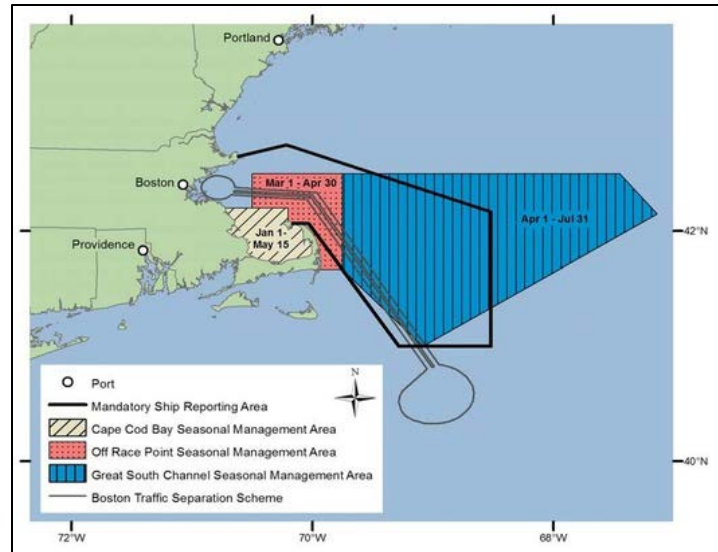 Portland
Boston
Mar 1 - Apr 30
Apr 1 - Jul 31
Jan 1-
May 15
Providence
42°N
N
Port
Mandatory Ship Reporting Area
Cape Cod Bay Seasonal Management Area
Off Race Point Seasonal Management Area
Great South Channel Seasonal Management Area
Boston Traffic Separation Scheme
40°N
72°W
70°W
68°W